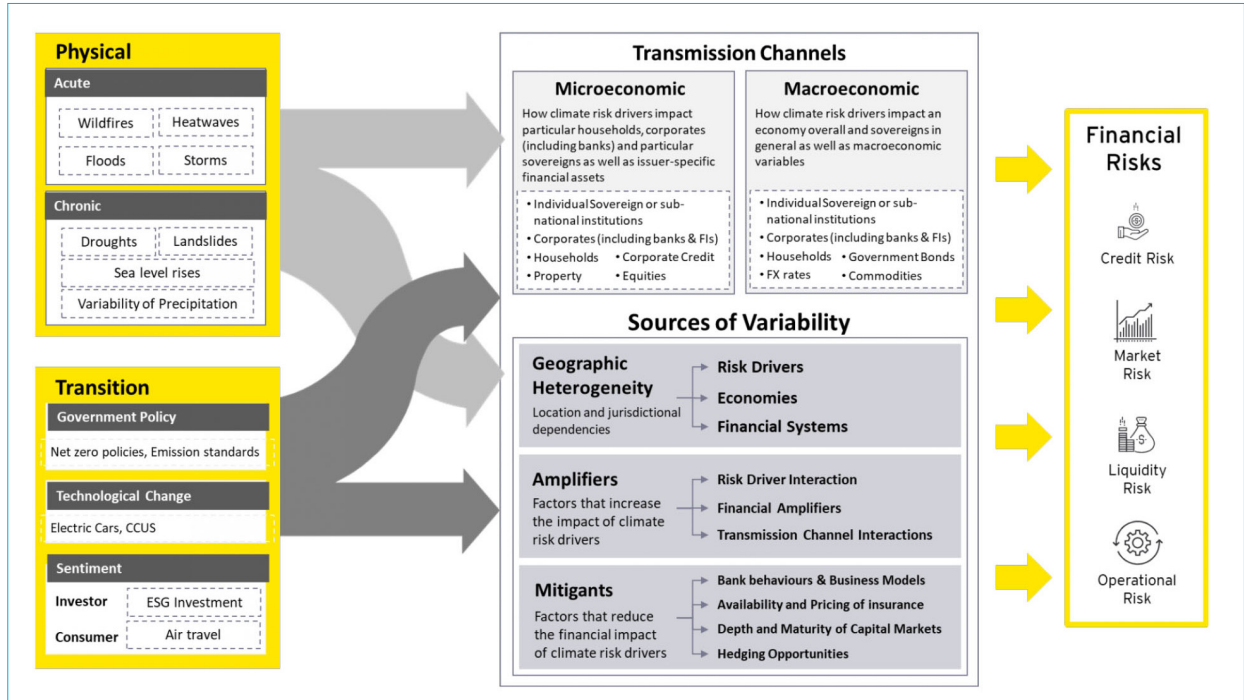 Physical
Acute
Wildfires
Heatwaves
Floods
Storms
Chronic
Droughts
Landslides
Sea level rises
Variability of Precipitation
Transition
Government Policy
Net zero policies, Emission standards
Technological Change
Electric Cars, CCUS
Sentiment
Investor
ESG Investment
Consumer
Air travel
Transmission Channels
Microeconomic
How climate risk drivers impact
particular households, corporates
(including banks) and particular
sovereigns as well as issuer-specific
financial assets
• Individual Sovereign or sub-
national institutions
• Corporates (including banks & FIs)
• Households • Corporate Credit
• Property • Equities
Macroeconomic
How climate risk drivers impact an
economy overall and sovereigns in
general as well as macroeconomic
variables
• Individual Sovereign or sub-
national institutions
• Corporates (including banks & FIs)
• Households • Government Bonds
• FX rates • Commodities
Sources of Variability
Geographic
Heterogeneity
Location and jurisdictional
dependencies
Risk Drivers
Economies
Financial Systems
Amplifiers
Factors that increase
the impact of climate
risk drivers
Risk Driver Interaction
Financial Amplifiers
Transmission Channel Interactions
Mitigants
Factors that reduce
the financial impact
of climate risk drivers
Bank behaviours & Business Models
Availability and Pricing of insurance
Depth and Maturity of Capital Markets
Hedging Opportunities
Financial
Risks
Credit Risk
Market
Risk
Liquidity
Risk
Operational
Risk